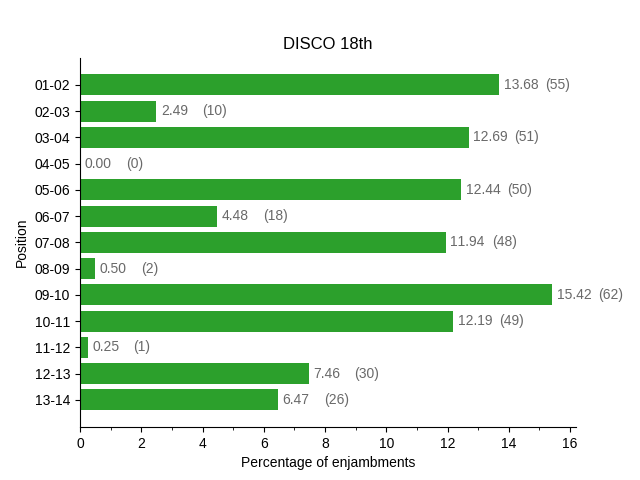 DISCO 18th
01-02 13.68 (55)
02-03 2.49 (10)
03-04 12.69 (51)
04-05 0.00 (0)
05-06 12.44 (50)
06-07 4.48 (18)
07-08 11.94 (48)
08-09 0.50 (2)
09-10 15.42 (62)
10-11 12.19 (49)
11-12 0.25 (1)
12-13 7.46 (30)
13-14 6.47 (26)
Position
0 2 4 6 8 10 12 14 16
Percentage of enjambments